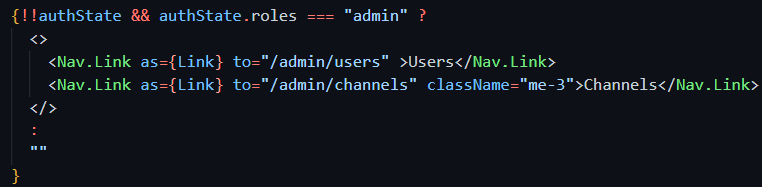 {!!authState && authState.roles === "admin" ?
<>
<Nav.Link as={Link} to="/admin/users" >Users</Nav.Link>
<Nav.Link as={Link} to="/admin/channels" className="me-3">Channels</Nav.Link>
</>
:
""
}